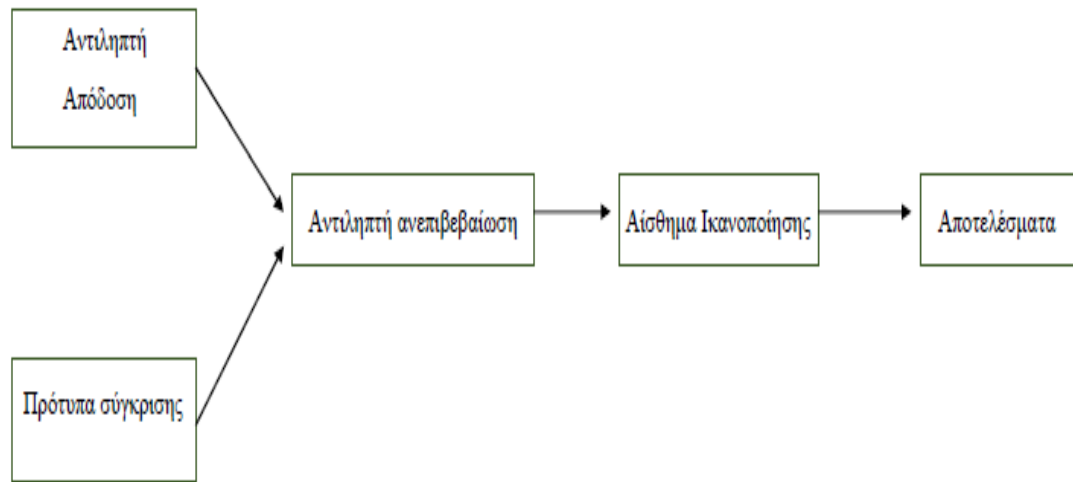 Αντιληπτή
Απόδοση
Αντιληπτή ανεπιβεβαίωση
Αίσθημα Ικανοποίησης
Αποτελέσματα
Πρότυπα σύγκρισης